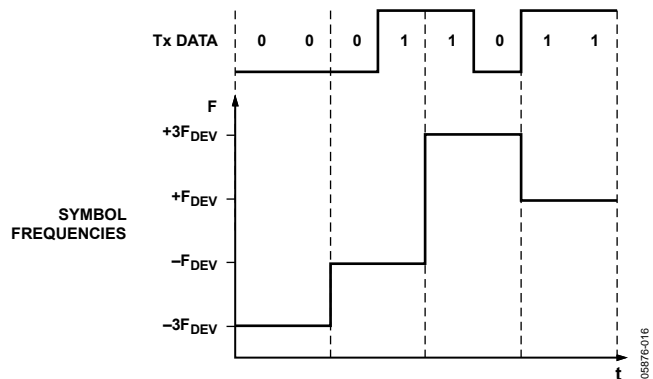 Tx DATA 0 0 0 1 1 0 1 1
F
+3FDEV
+FDEV
SYMBOL
FREQUENCIES
–FDEV
–3FDEV
t
05876-016